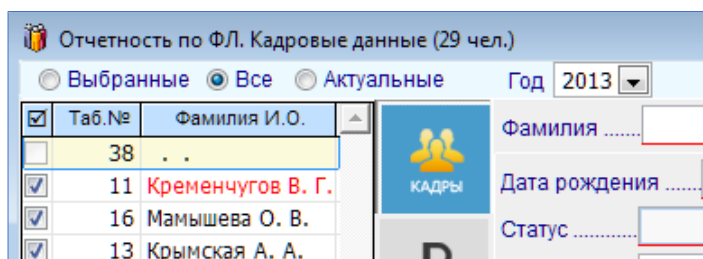 Отчетность по ФЛ. Кадровые данные (29 чел.)
Выбранные Все Актуальные Год 2013
Таб.№ Фамилия И.О.
Фамилия .......
38 . .
КАДРЫ
11 Кременчугов В. Г.
Дата рождения .......
16 Мамышева О. В.
Статус ............
13 Крымская А. А.